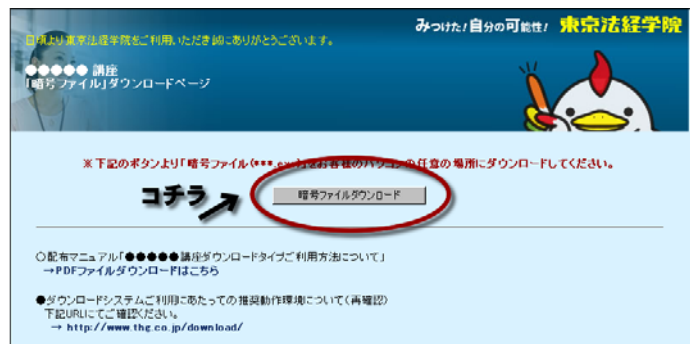 みつけた!自分の可能性! 東京法経学院
日頃より東京法経学院をご利用いただき誠にありがとうございます。
●●●●● 講座
「暗号ファイル」ダウンロードページ
※下記のボタンより「暗号ファイル(***.exe)」をお客様のパソコンの任意の場所にダウンロードしてください。
コチラ
暗号ファイルダウンロード
○配布マニュアル「●●●●●講座ダウンロードタイプご利用方法について」
→PDFファイルダウンロードはこちら
●ダウンロードシステムご利用にあたっての推奨動作環境について(再確認)
下記URLにてご確認ください。
→ http://www.thg.co.jp/download/